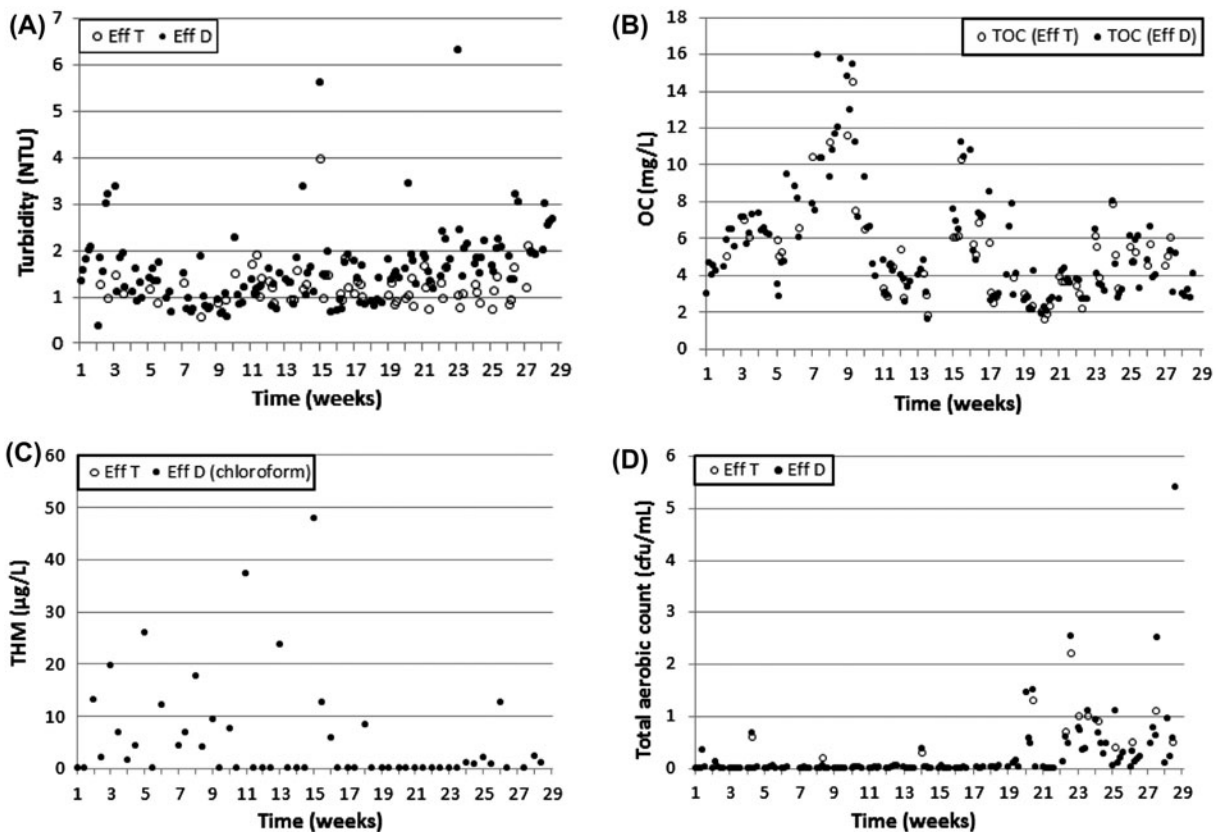 (A)
Eff T Eff D
7
6
5
4
3
2
1
0
Turbidity (NTU)
1 3 5 7 9 11 13 15 17 19 21 23 25 27 29
Time (weeks)
(B)
TOC (Eff T) TOC (Eff D)
18
16
14
12
10
8
6
4
2
0
OC (mg/L)
1 3 5 7 9 11 13 15 17 19 21 23 25 27 29
Time (weeks)
(C)
Eff T Eff D (chloroform)
60
50
40
30
20
10
0
THM (µg/L)
1 3 5 7 9 11 13 15 17 19 21 23 25 27 29
Time (weeks)
(D)
Eff T Eff D
6
5
4
3
2
1
0
Total aerobic count (cfu/mL)
1 3 5 7 9 11 13 15 17 19 21 23 25 27 29
Time (weeks)